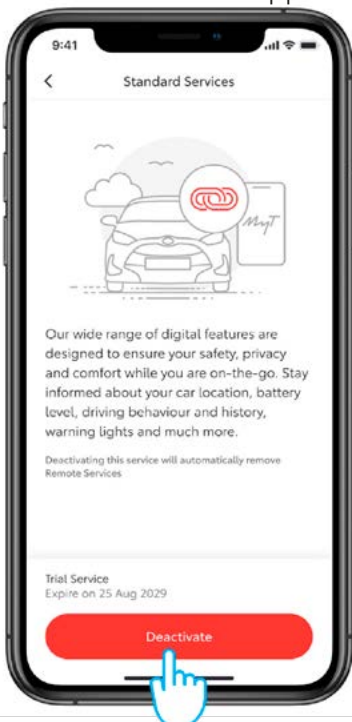 9:41
Standard Services
MyT
Our wide range of digital features are
designed to ensure your safety, privacy
and comfort while you are on-the-go. Stay
informed about your car location, battery
level, driving behaviour and history,
warning lights and much more.
Deactivating this service will automatically remove
Remote Services
Trial Service
Expire on 25 Aug 2029
Deactivate